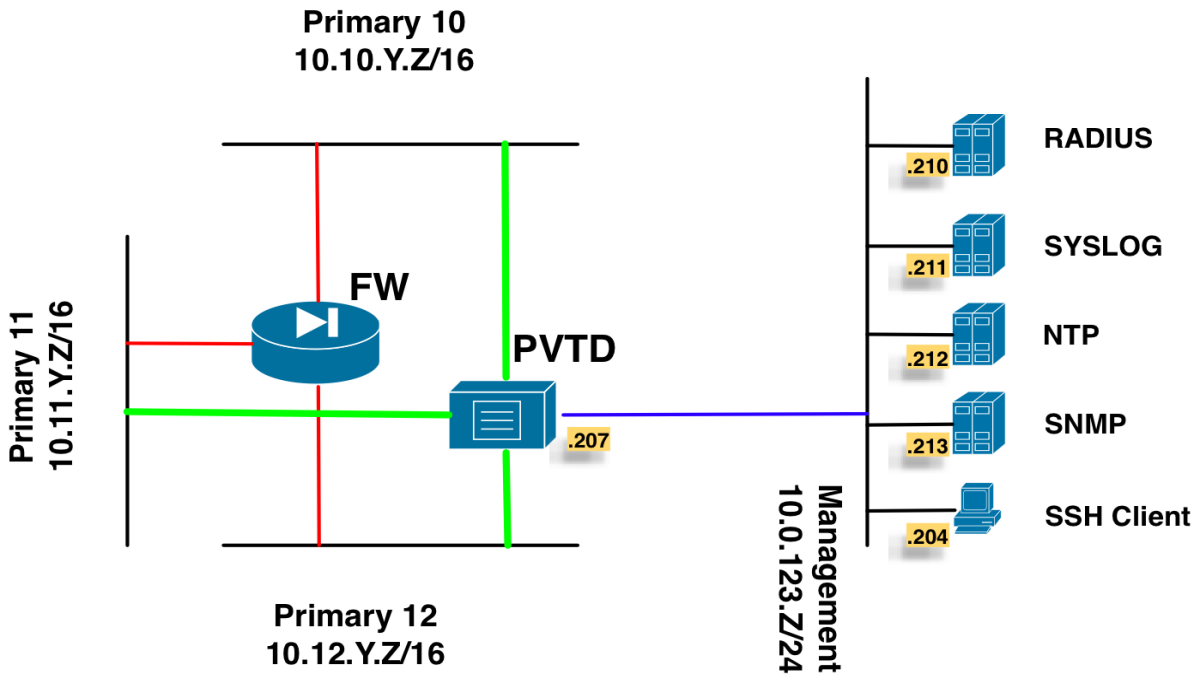 Primary 10
10.10.Y.Z/16
RADIUS
.210
SYSLOG
.211
FW
NTP
.212
PVTD
Primary 11
10.11.Y.Z/16
.207
SNMP
.213
Management
10.0.123.Z/24
SSH Client
.204
Primary 12
10.12.Y.Z/16